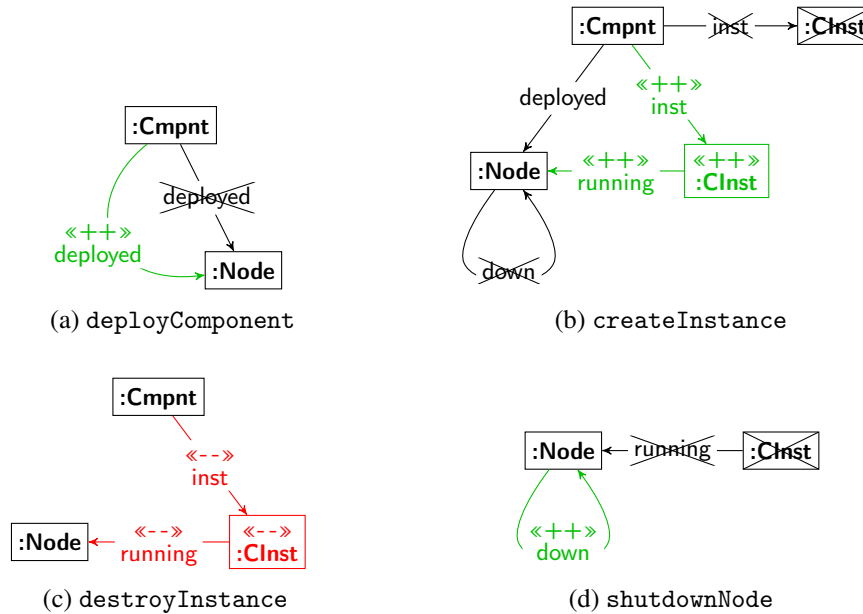 :Cmpnt
deployed
«++»
deployed
:Node
(a) deployComponent
:Cmpnt
inst
:CInst
deployed
«++»
inst
:Node
«++»
running
«++»
:CInst
down
(b) createInstance
:Cmpnt
«--»
inst
:Node
«--»
running
«--»
:CInst
(c) destroyInstance
:Node
running
:CInst
«++»
down
(d) shutdownNode